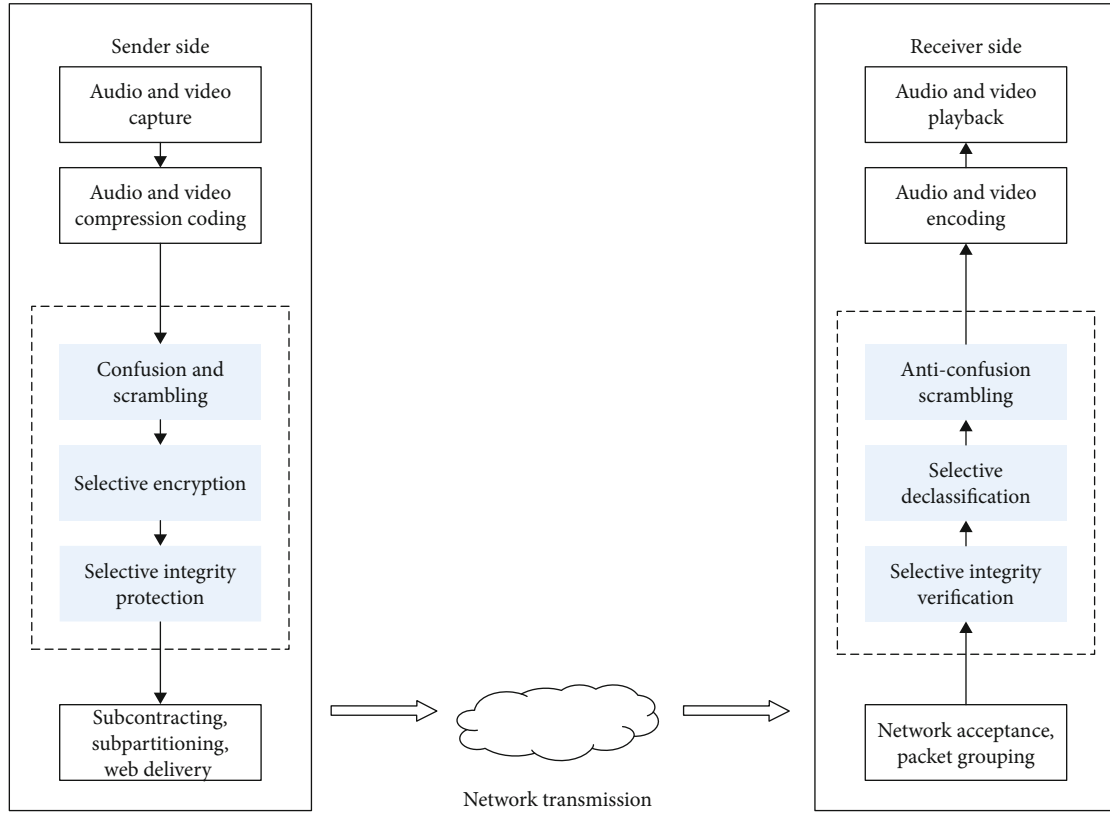 Sender side
Audio and video
capture
Audio and video
compression coding
Confusion and
scrambling
Selective encryption
Selective integrity
protection
Subcontracting,
subpartitioning,
web delivery
Network transmission
Receiver side
Audio and video
playback
Audio and video
encoding
Anti-confusion
scrambling
Selective
declassification
Selective integrity
verification
Network acceptance,
packet grouping